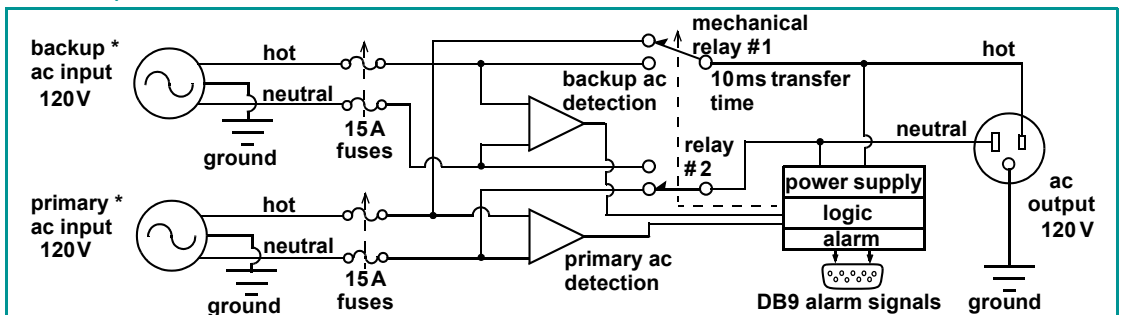 backup *
ac input
120V
hot
neutral
ground
15A
fuses
backup ac
detection
mechanical
relay #1
10ms transfer
time
hot
neutral
relay
#2
primary *
ac input
120V
hot
neutral
ground
15A
fuses
primary ac
detection
power supply
logic
alarm
DB9 alarm signals
ac
output
120 V
ground